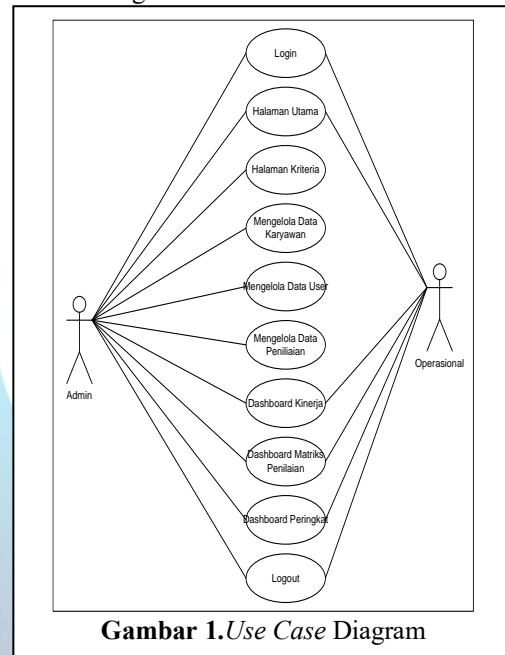 Login
Halaman Utama
Halaman Kriteria
Mengelola Data
Karyawan
Mengelola Data User
Mengelola Data
Peniliaian
Dashboard Kinerja
Dashboard Matriks
Penilaian
Dashboard Peringkat
Logout
Admin
Operasional
Gambar 1.Use Case Diagram